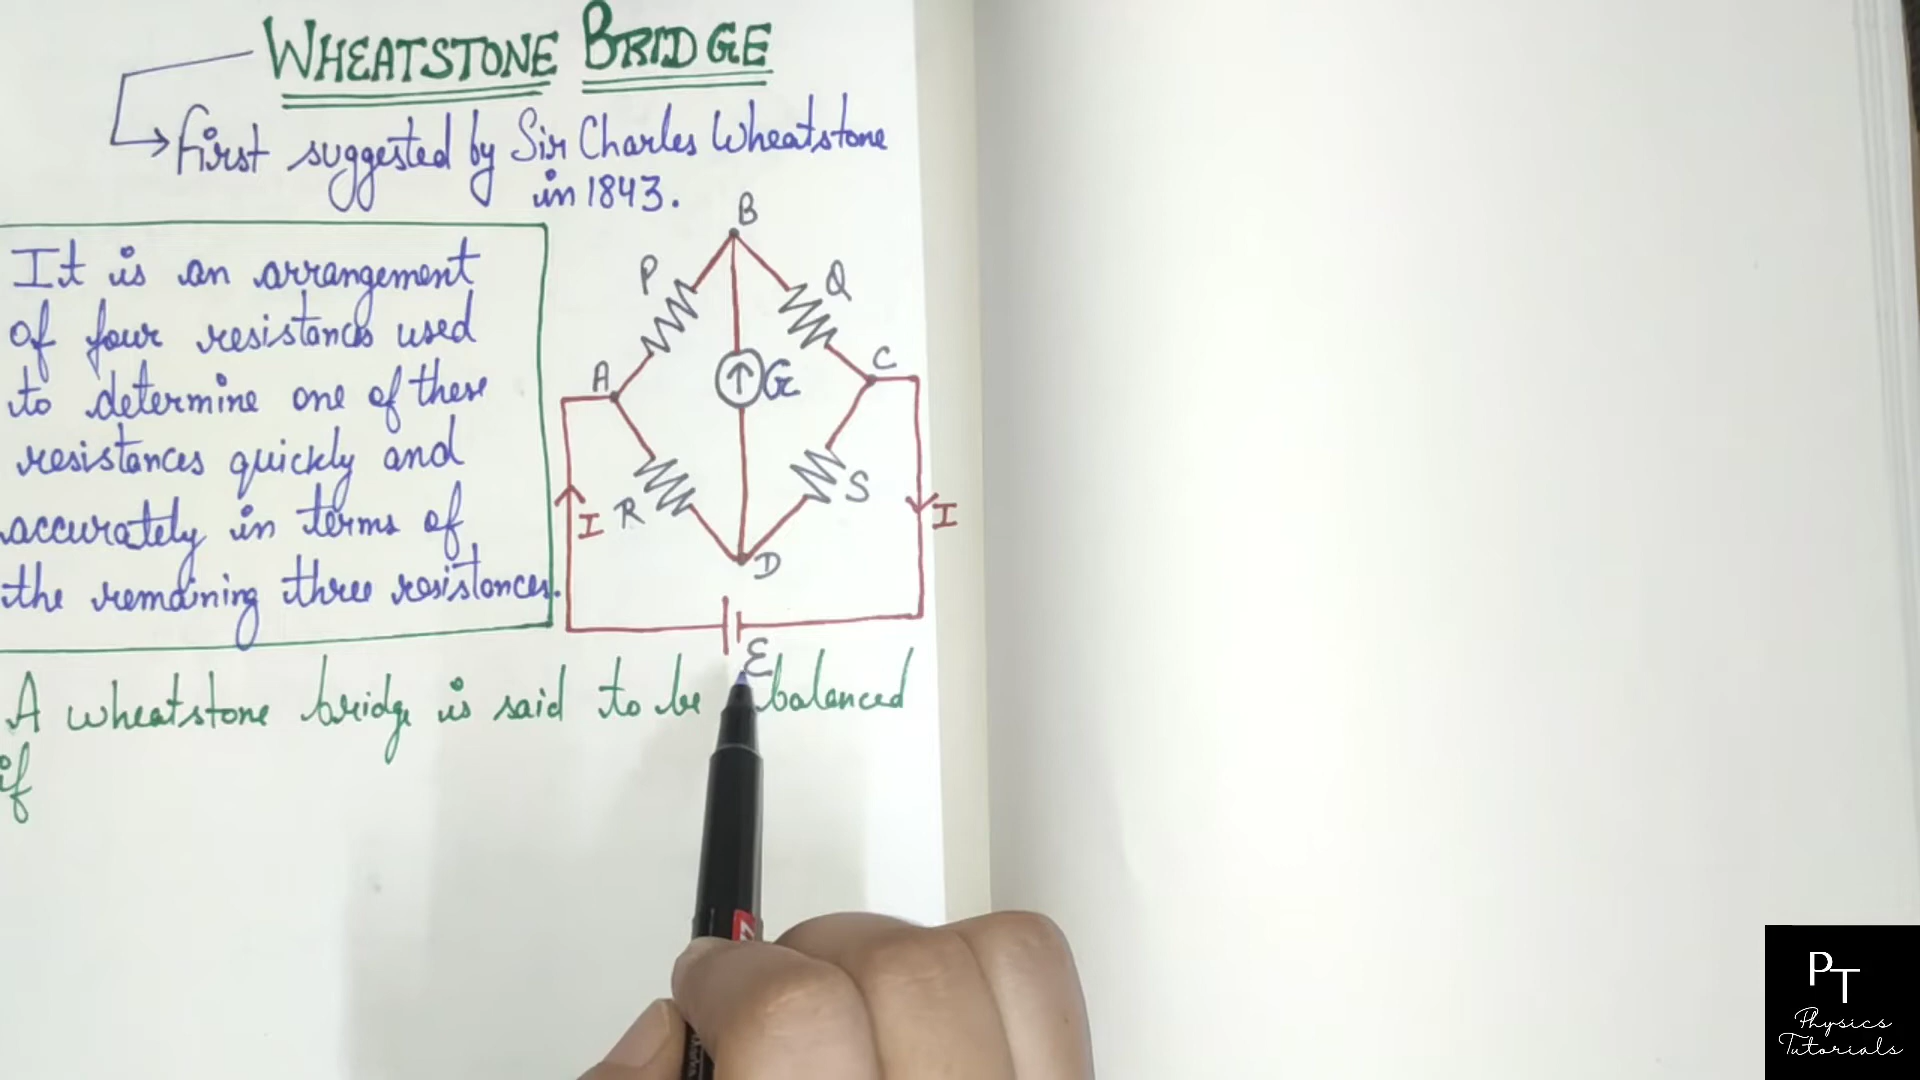 WHEATSTONE BRIDGE
First suggested by Sir Charles Wheatstone
in 1843.
It is an arrangement
of four resistances used
to determine one of these
resistances quickly and
accurately in terms of
the remaining three resistances.
B
P
Q
A
C
G
R
S
I
I
D
E
A wheatstone bridge is said to be balanced
if
PT
Physics
Tutorials